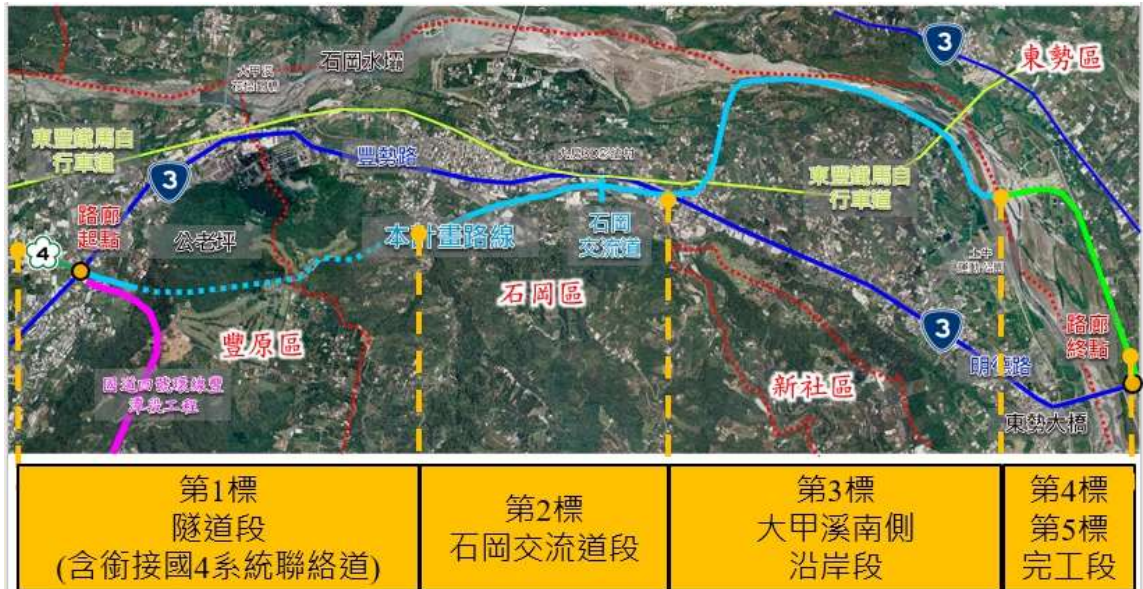 3
石岡水壩
東勢區
東豐鐵馬自
行車道
豐勢路
3
路廊
起點
4
公老坪
本計畫路線
石岡
交流道
東豐鐵馬自
行車道
石岡區
豐原區
國道四號環線豐
潭段工程
新社區
3
明德路
路廊
終點
東勢大橋
第1標
隧道段
(含銜接國4系統聯絡道)
第2標
石岡交流道段
第3標
大甲溪南側
沿岸段
第4標
第5標
完工段